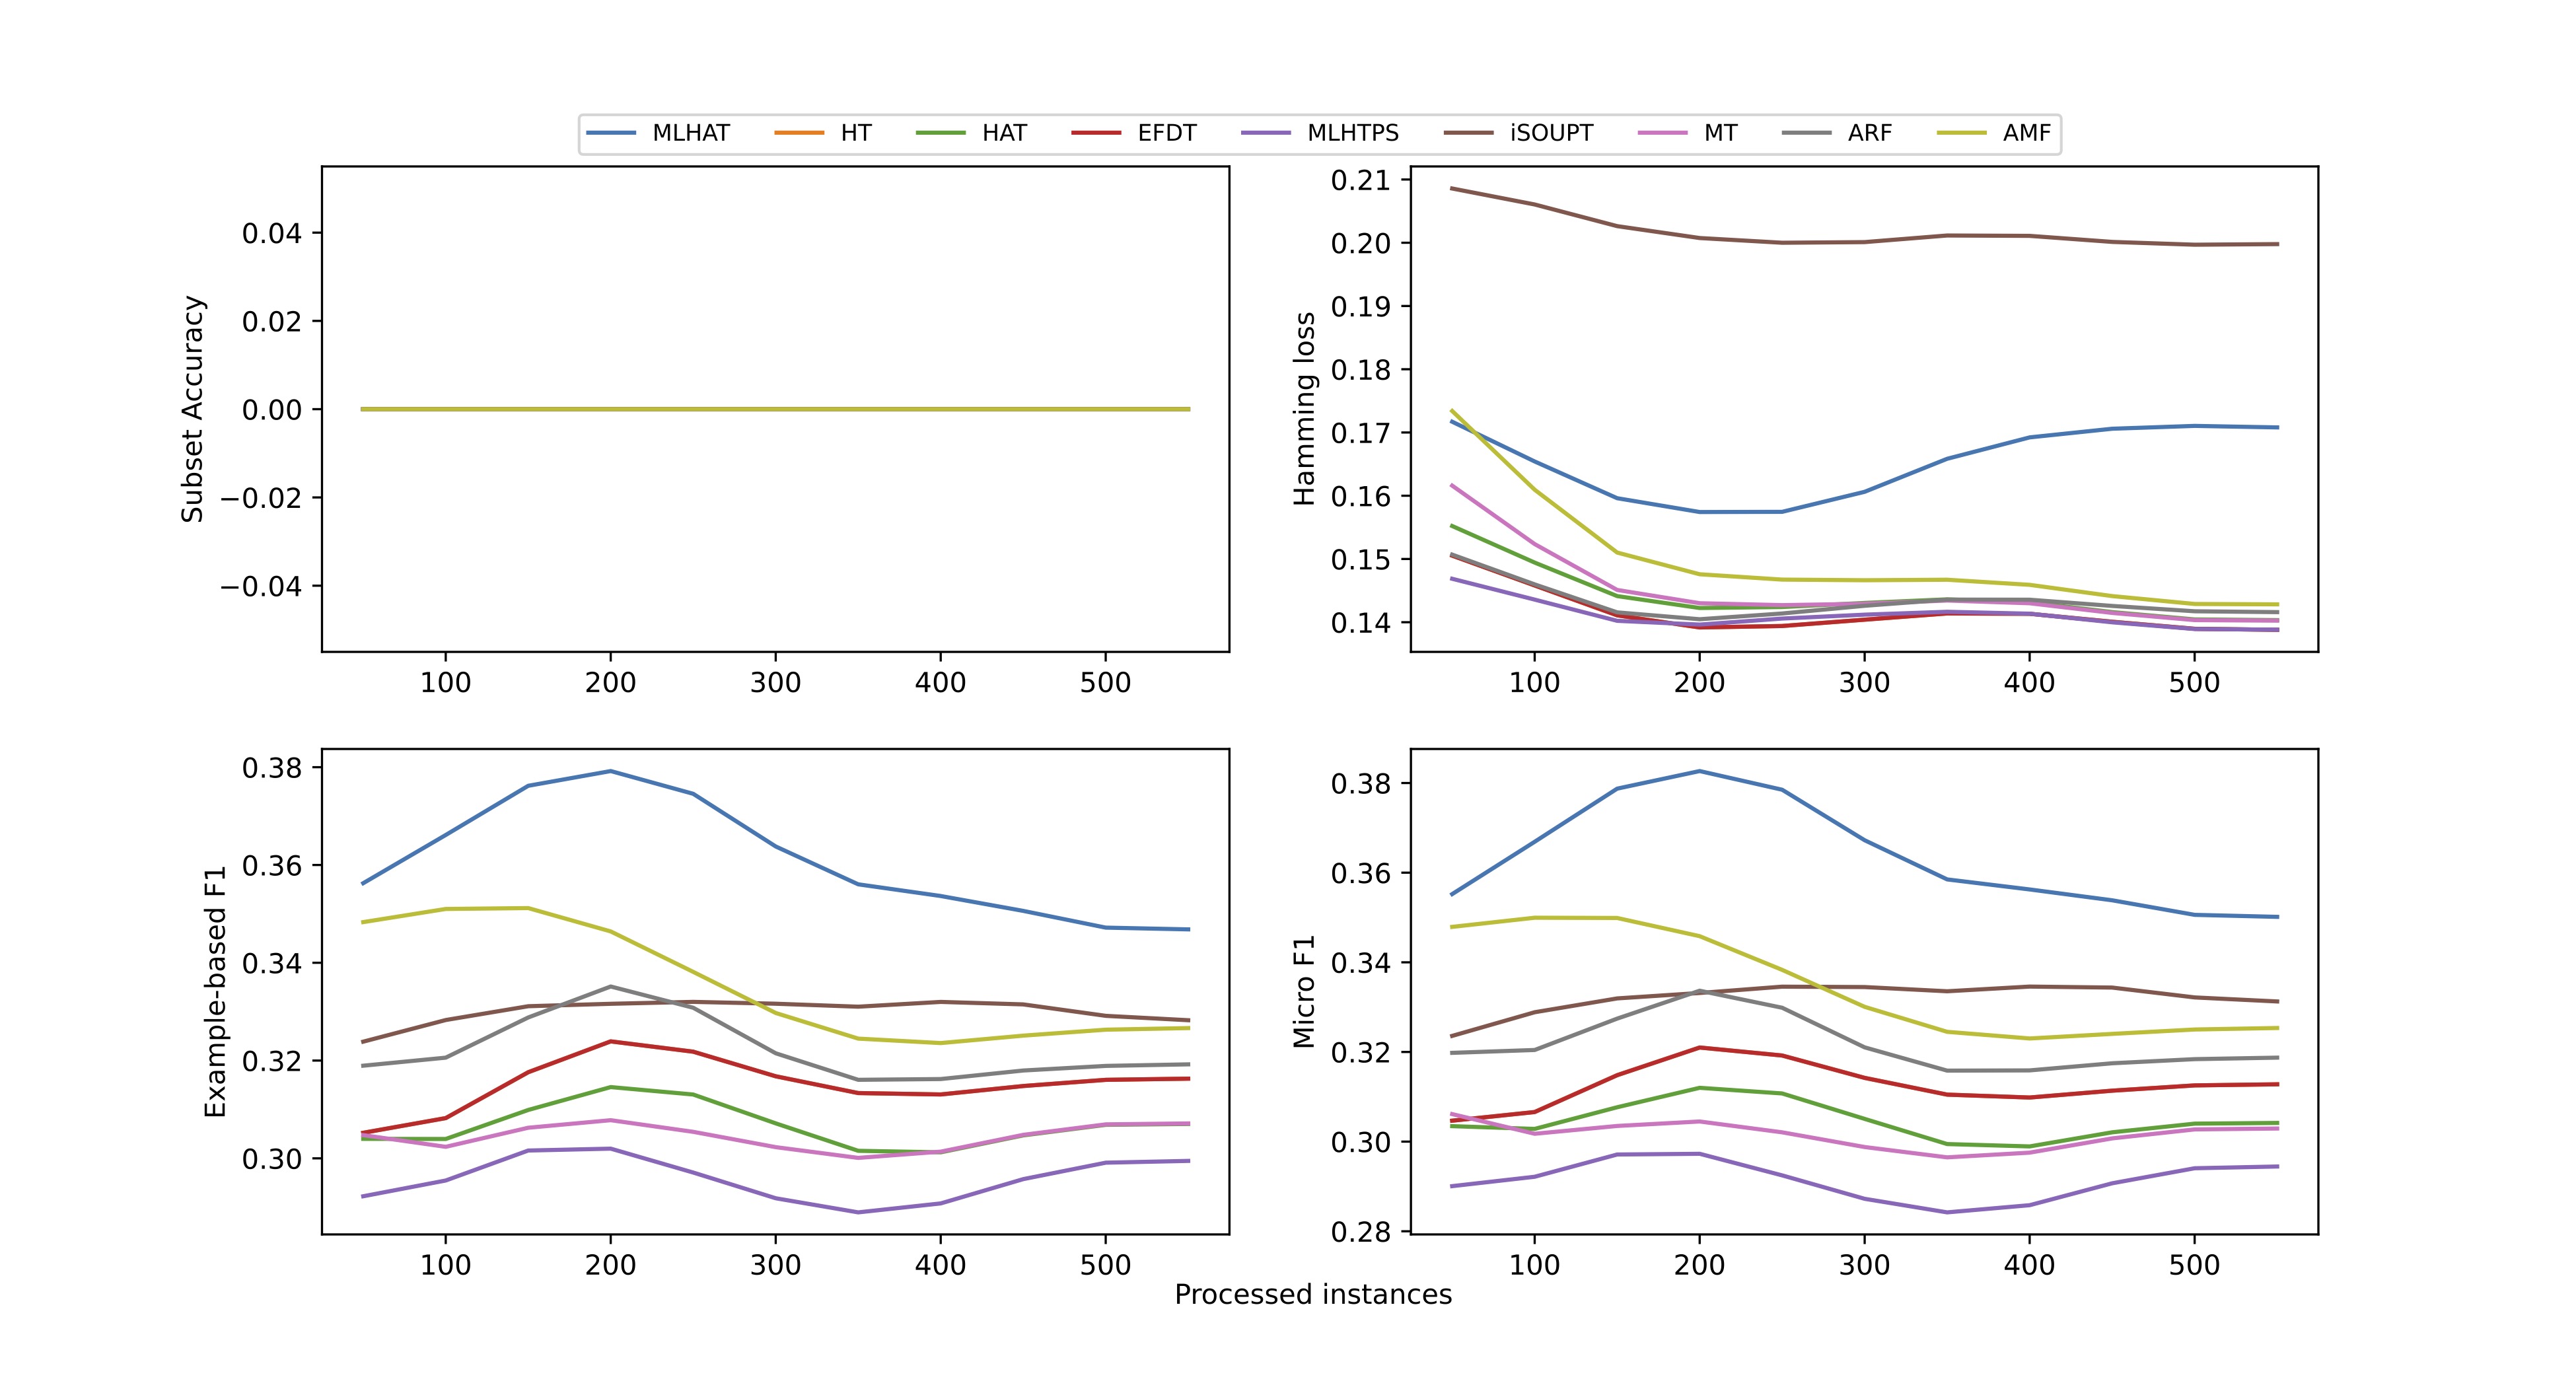 MLHAT HT HAT EFDT MLHTPS iSOUPT MT ARF AMF
Subset Accuracy
0.04
0.02
0.00
−0.02
−0.04
100 200 300 400 500
Hamming loss
0.21
0.20
0.19
0.18
0.17
0.16
0.15
0.14
100 200 300 400 500
Example-based F1
0.38
0.36
0.34
0.32
0.30
100 200 300 400 500
Micro F1
0.38
0.36
0.34
0.32
0.30
0.28
100 200 300 400 500
Processed instances